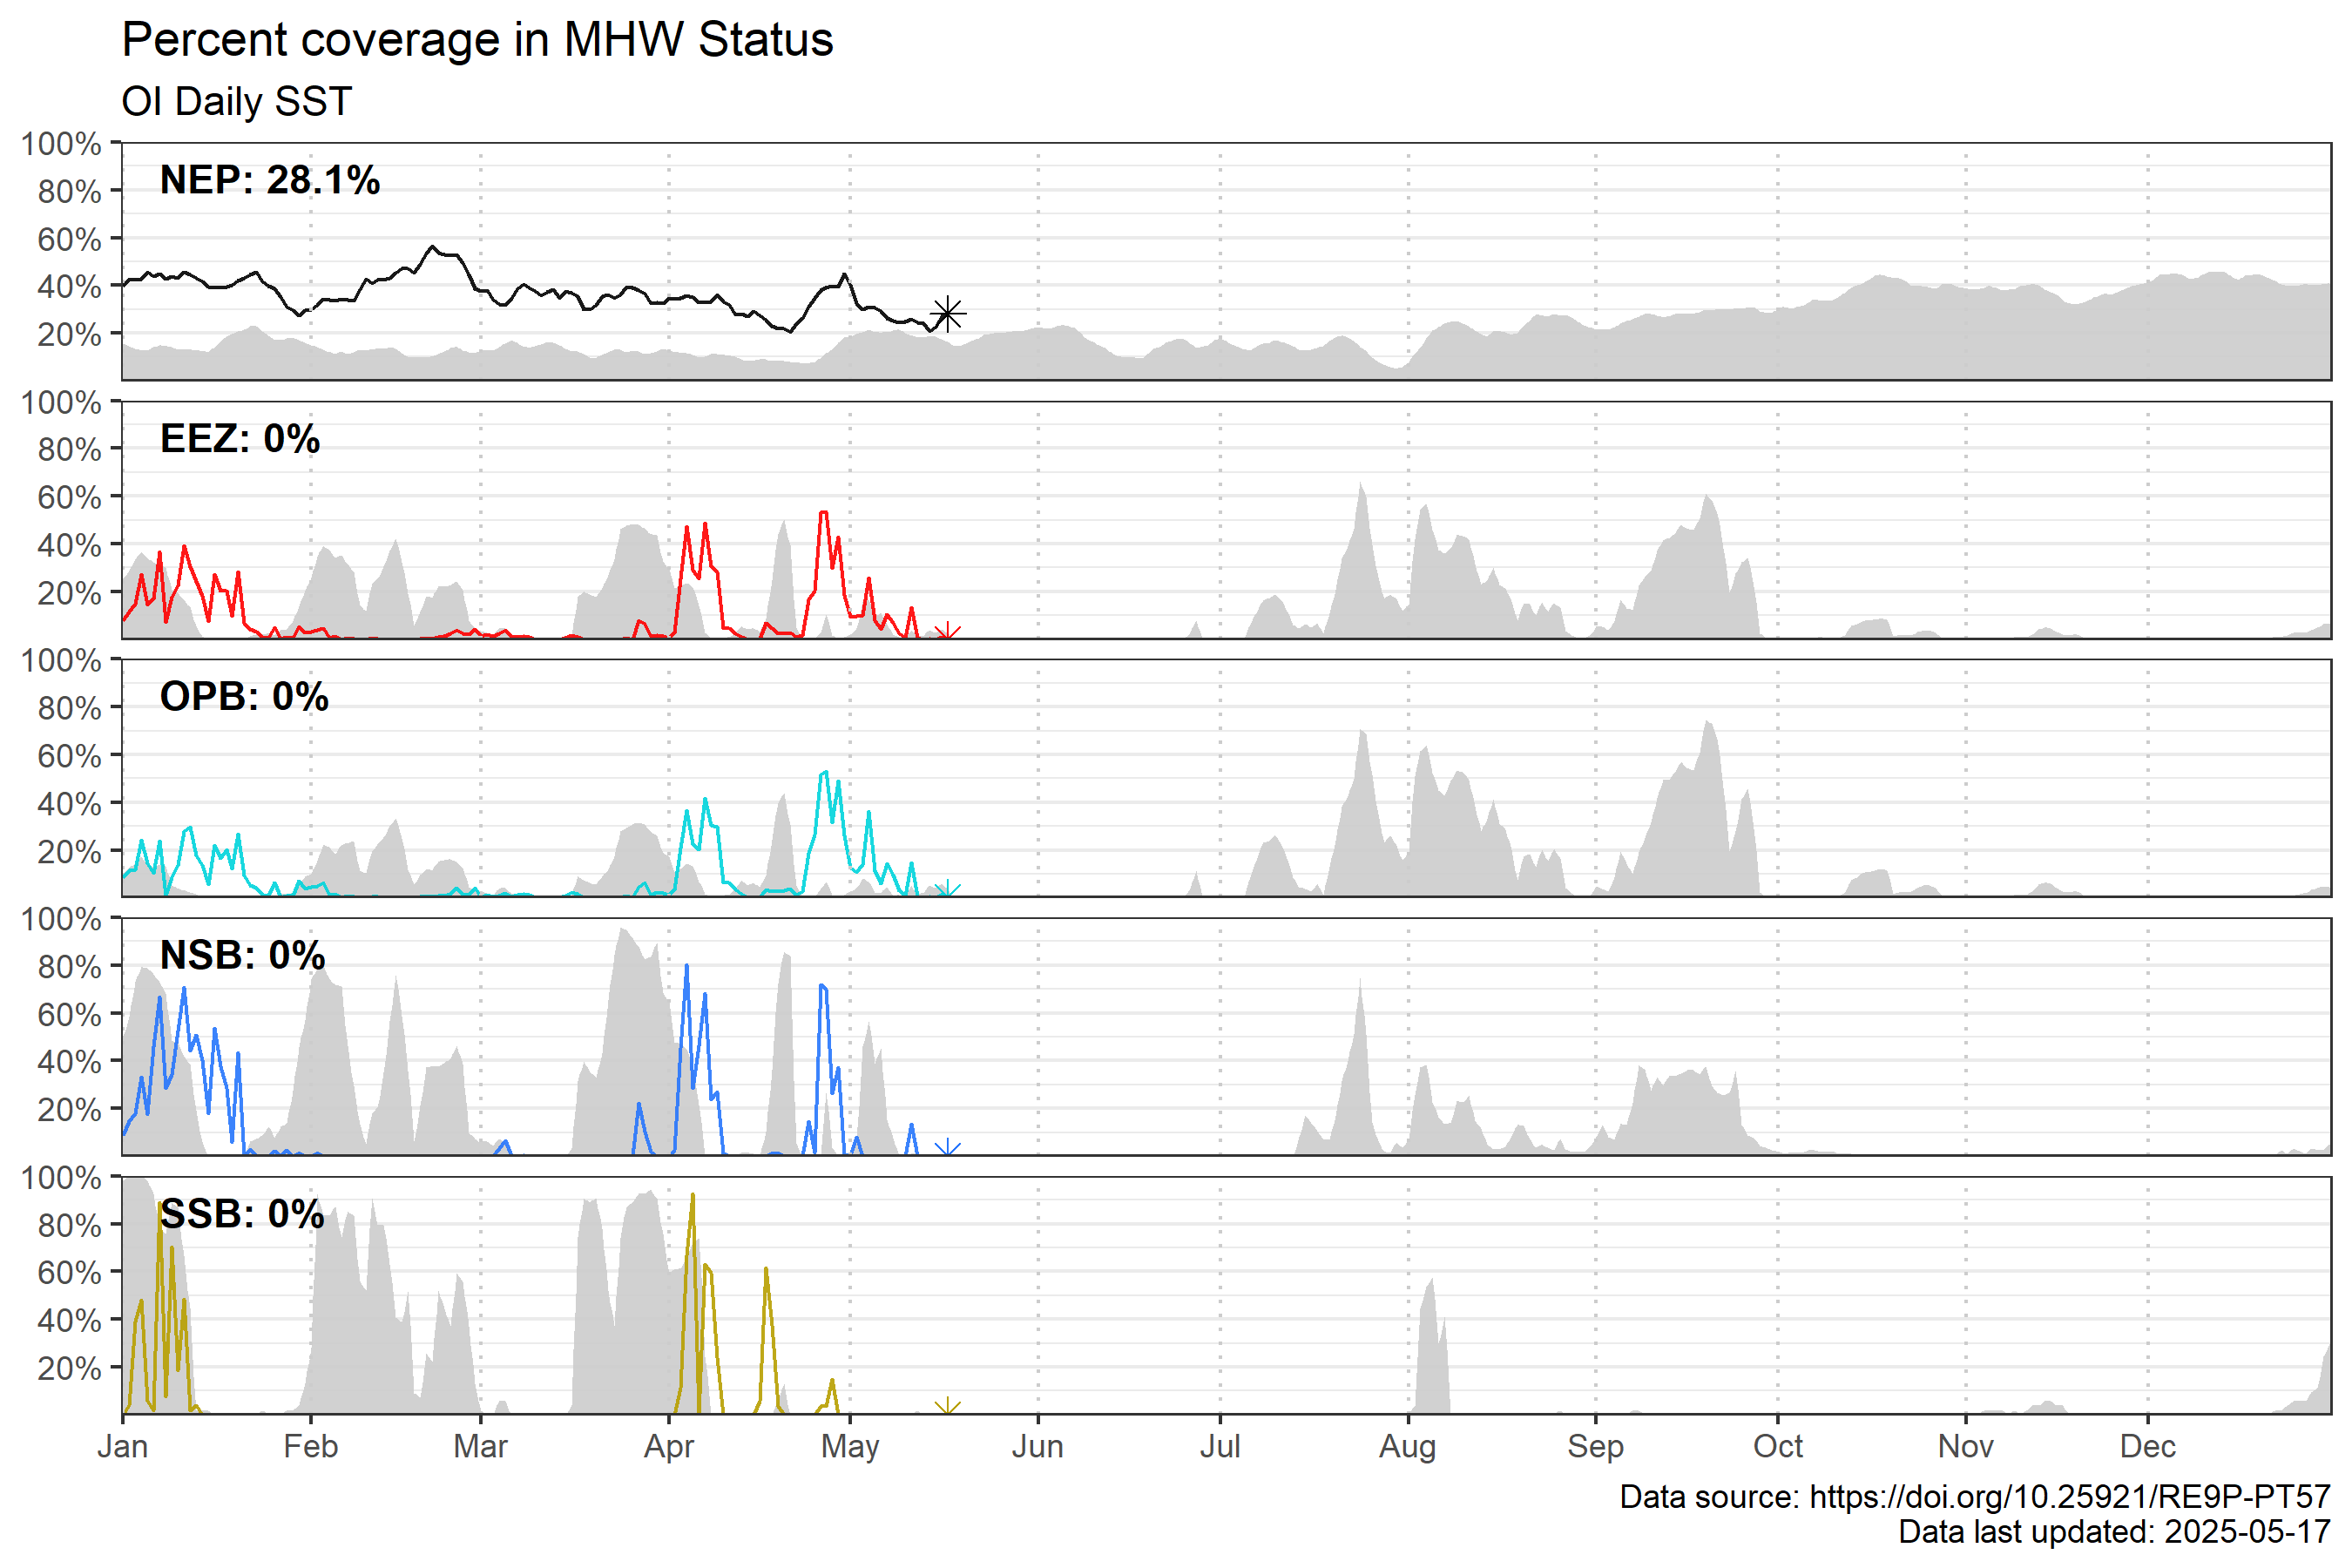 Percent coverage in MHW Status
OI Daily SST
100%
80%
60%
40%
20%
NEP: 28.1%
100%
80%
60%
40%
20%
EEZ: 0%
100%
80%
60%
40%
20%
OPB: 0%
100%
80%
60%
40%
20%
NSB: 0%
100%
80%
60%
40%
20%
SSB: 0%
Jan Feb Mar Apr May Jun Jul Aug Sep Oct Nov Dec
Data source: https://doi.org/10.25921/RE9P-PT57
Data last updated: 2025-05-17